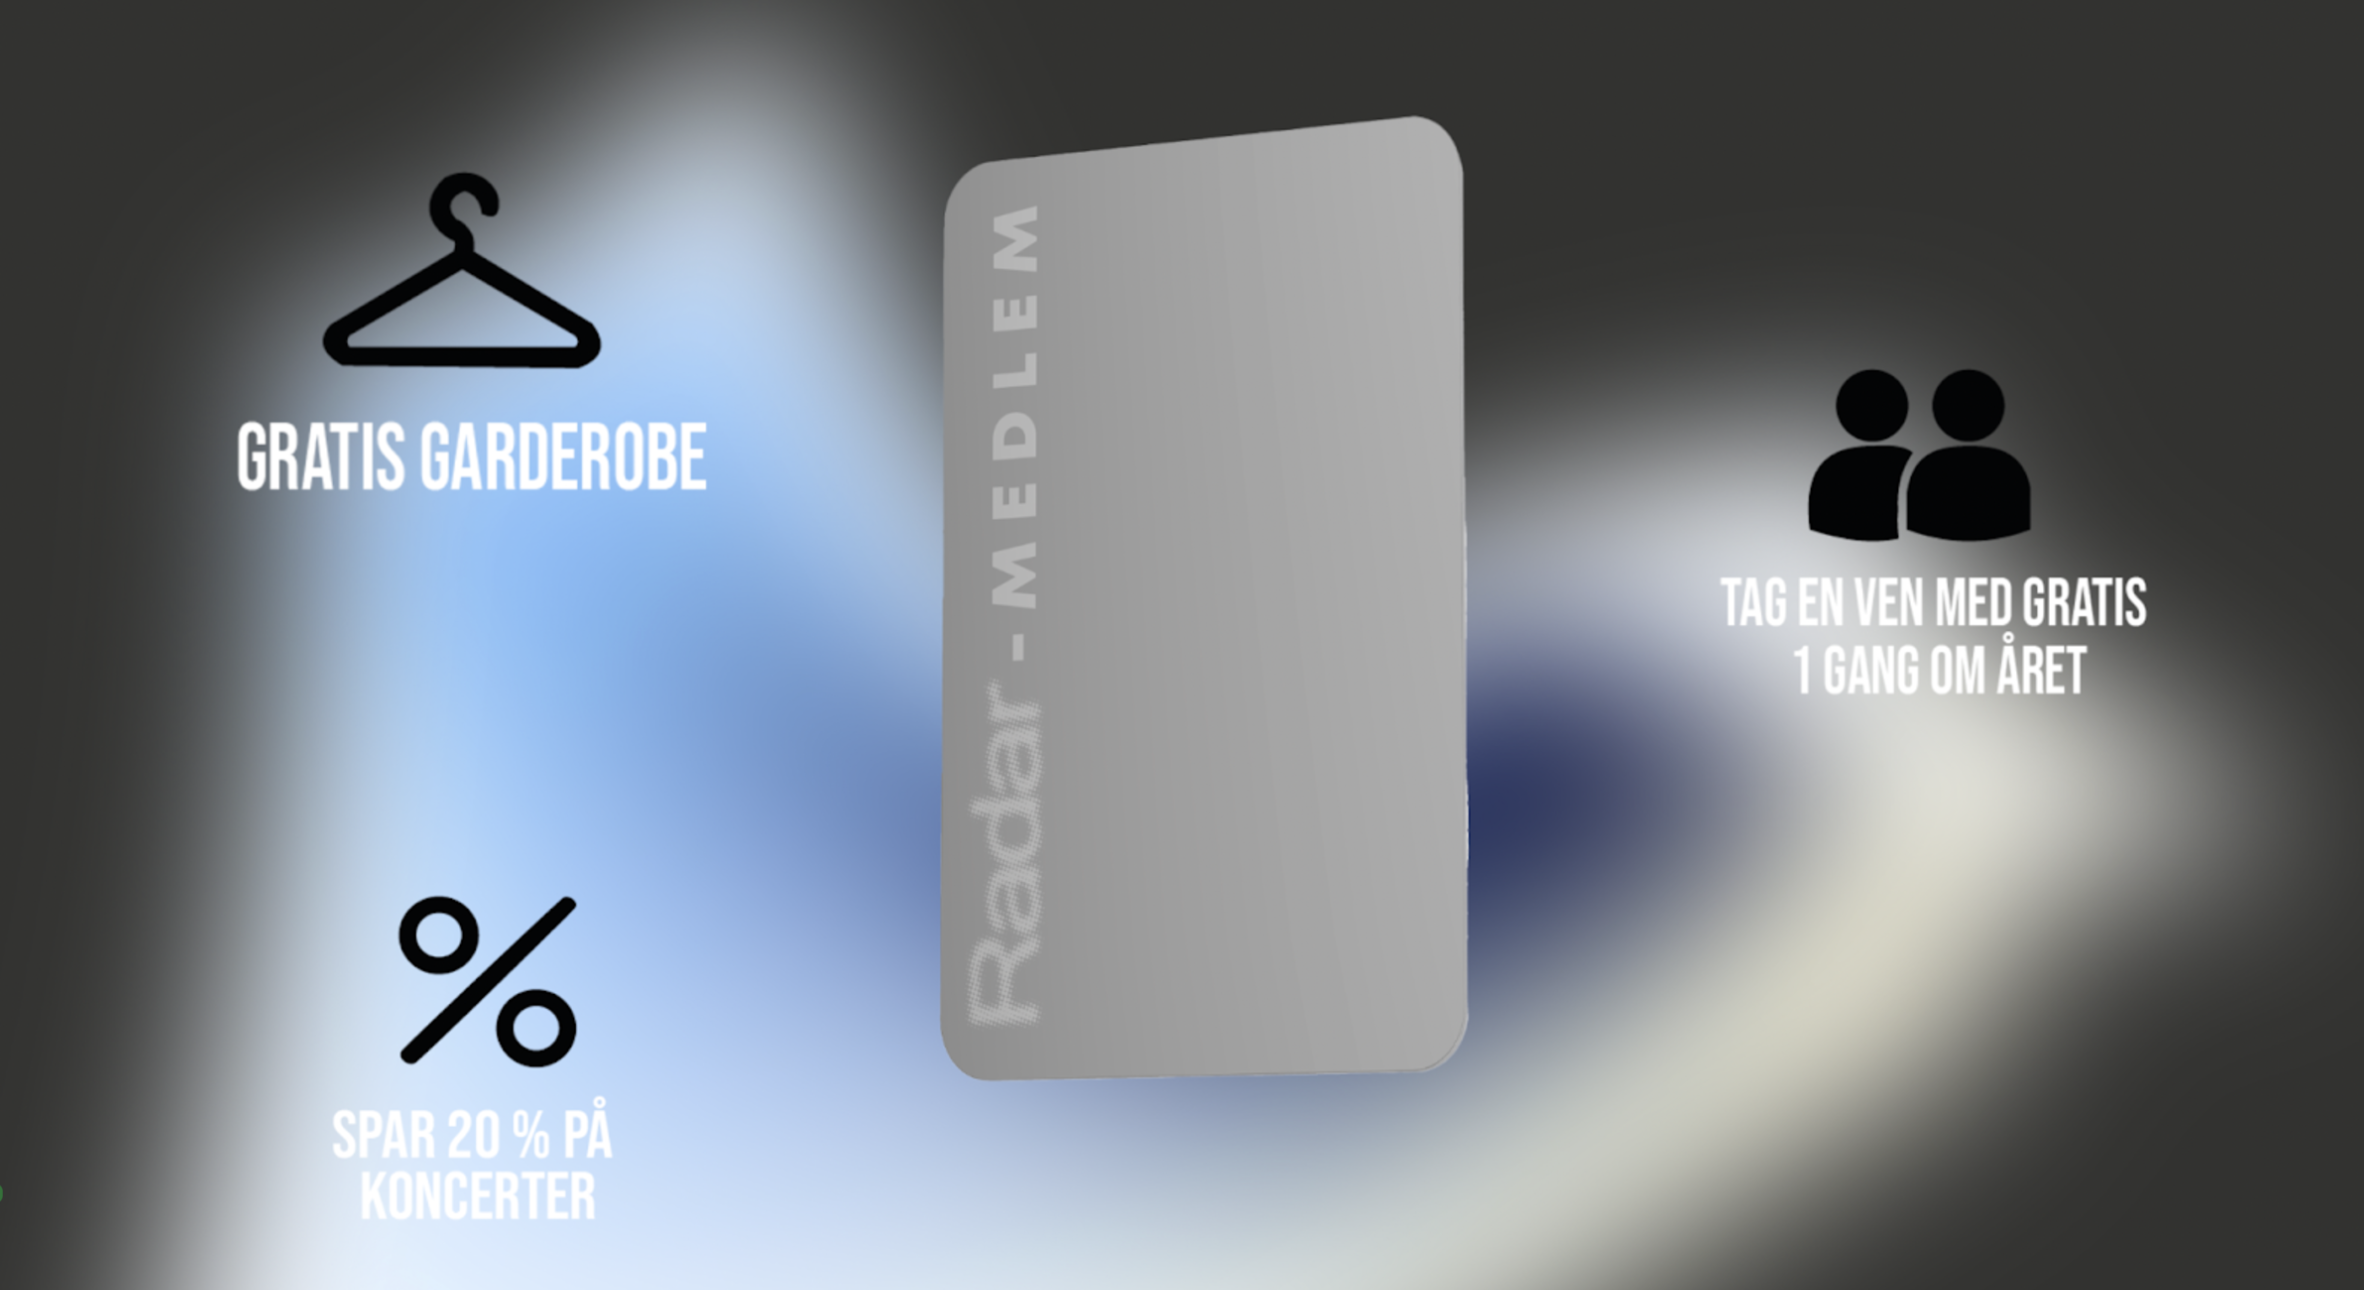 GRATIS GARDEROBE
SPAR 20 % PÅ
KONCERTER
Radar - MEDLEM
TAG EN VEN MED GRATIS
1 GANG OM ÅRET